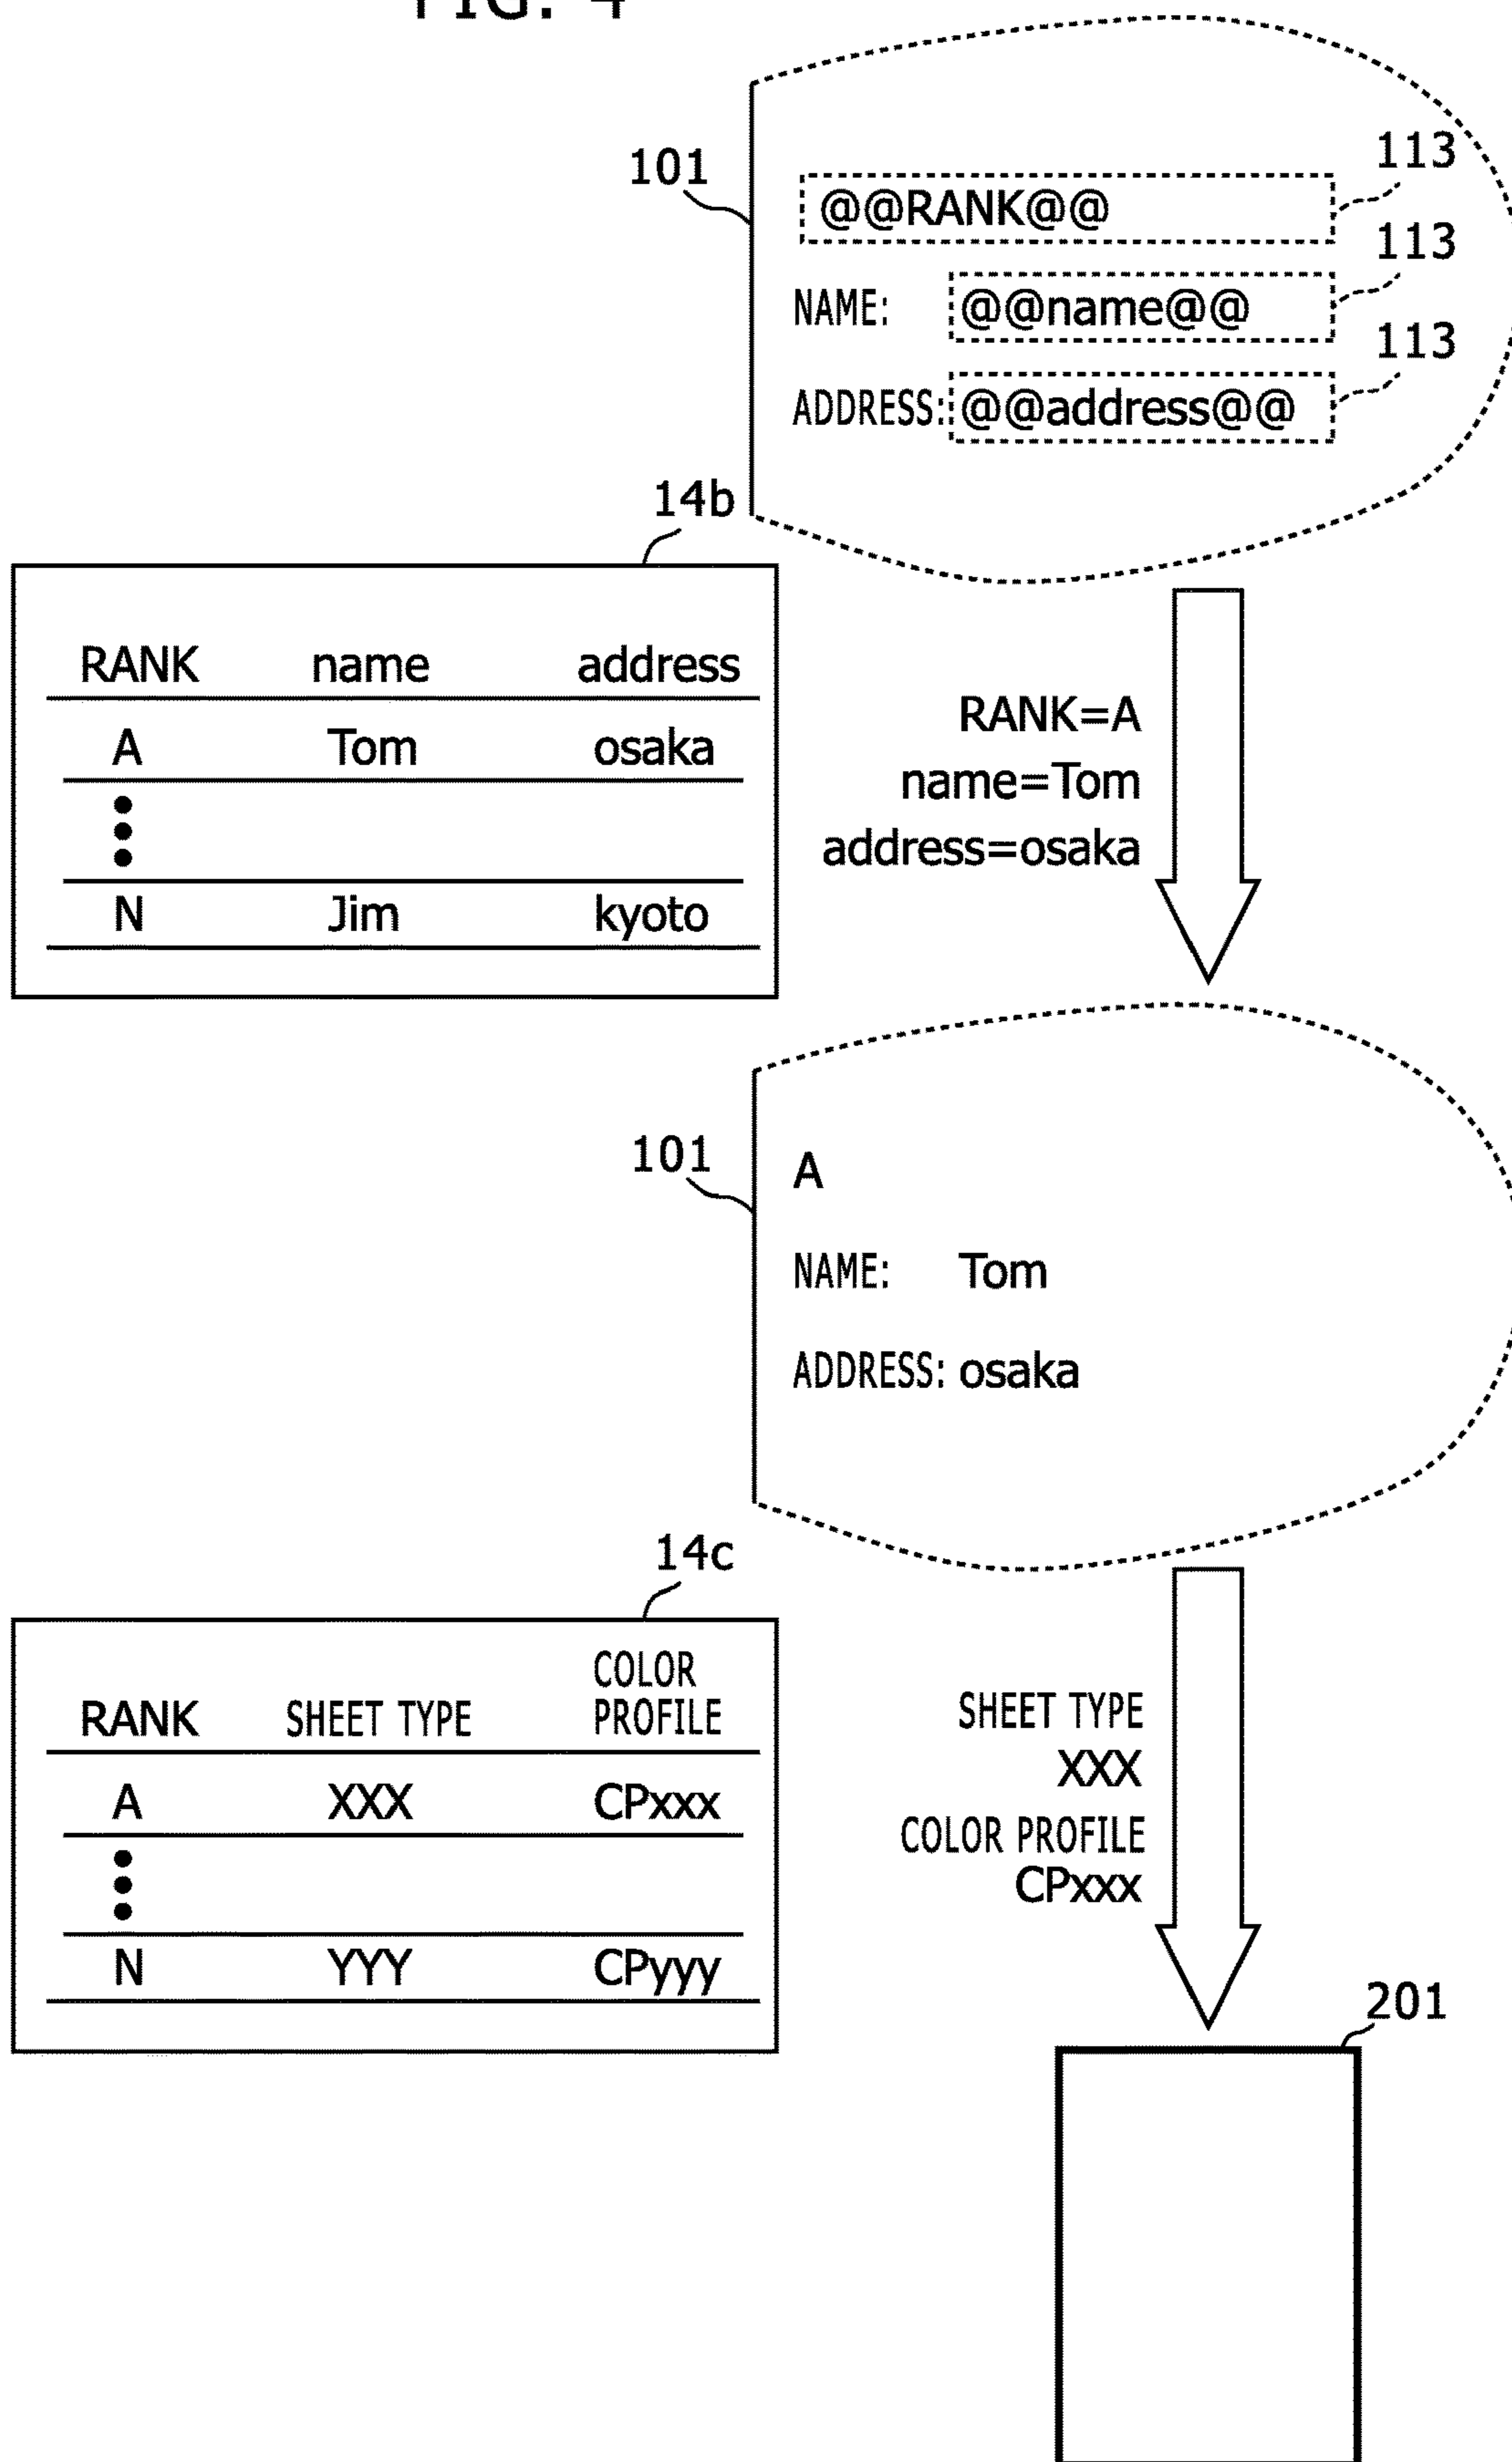 FIG. 4
101
113
@@RANK@@
113
NAME: @@name@@
113
ADDRESS: @@address@@
14b
RANK name address
A Tom osaka
N Jim kyoto
RANK=A
name=Tom
address=osaka
101
A
NAME: Tom
ADDRESS: osaka
14c
RANK SHEET TYPE COLOR PROFILE
A XXX CPxxx
N YYY CPyyy
SHEET TYPE
XXX
COLOR PROFILE
CPxxx
201